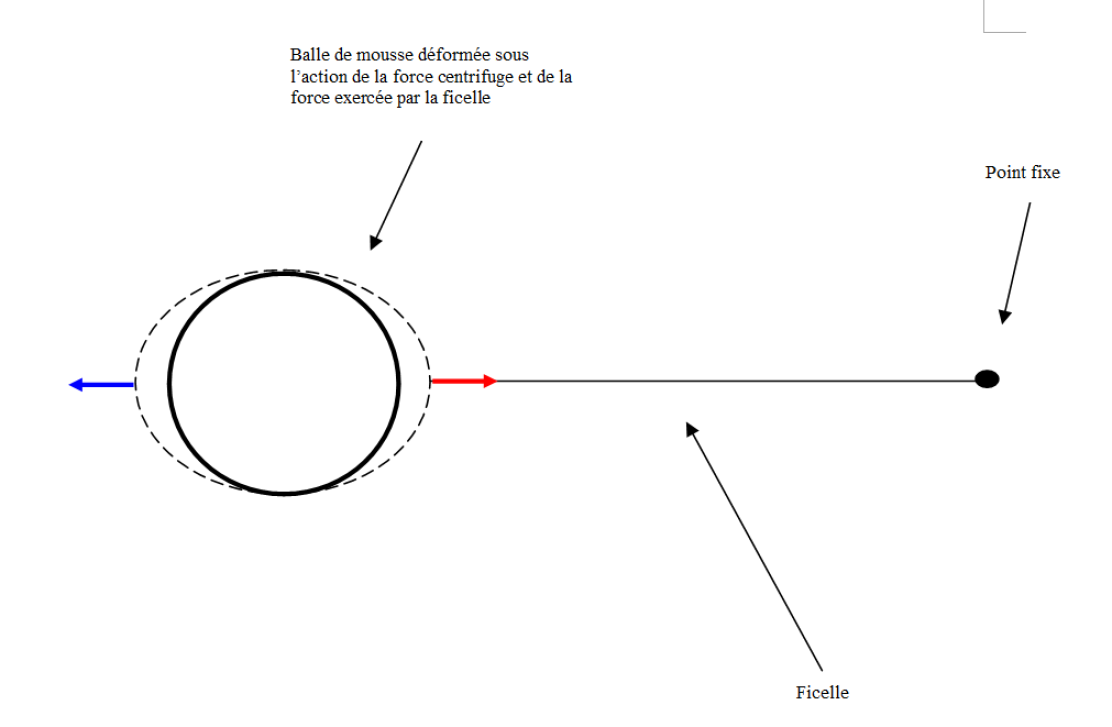 Balle de mousse déformée sous
l’action de la force centrifuge et de la
force exercée par la ficelle
Point fixe
Ficelle